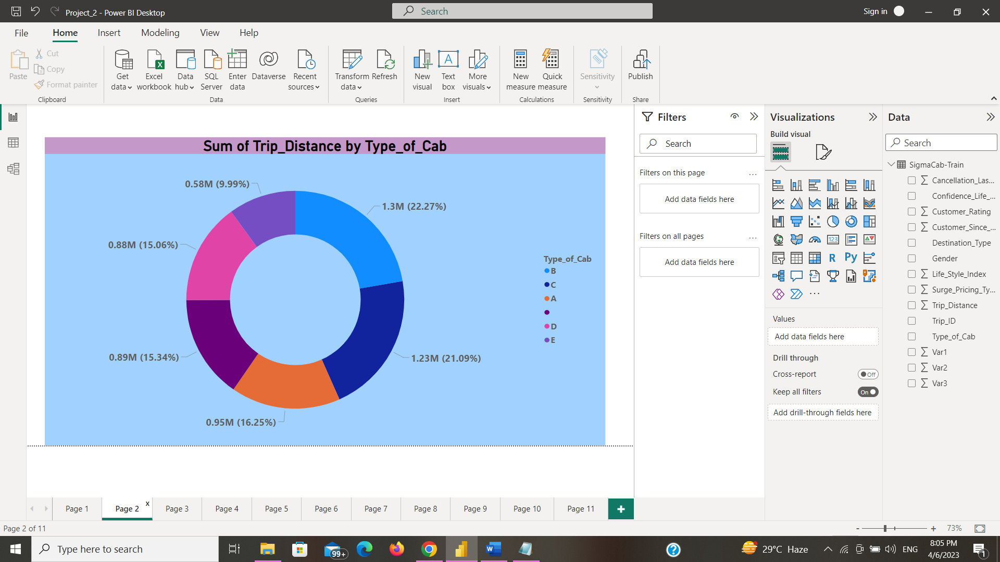 Project_2 - Power BI Desktop
Search
Sign in
File
Home
Insert
Modeling
View
Help
Paste
Cut
Copy
Format painter
Clipboard
Get data
Excel workbook
Data hub
SQL Server
Enter data
Dataverse
Recent sources
Data
Transform data
Refresh
Queries
New visual
Text box
More visuals
Insert
New measure
Quick measure
Calculations
Sensitivity
Sensitivity
Publish
Share
Sum of Trip_Distance by Type_of_Cab
0.58M (9.99%)
1.3M (22.27%)
0.88M (15.06%)
0.89M (15.34%)
1.23M (21.09%)
0.95M (16.25%)
Type_of_Cab
B
C
A
D
E
Filters
Search
Filters on this page
...
Add data fields here
Filters on all pages
...
Add data fields here
Visualizations
Build visual
123
R
Py
...
Values
Add data fields here
Drill through
Cross-report
Off
Keep all filters
On
Add drill-through fields here
Data
Search
SigmaCab-Train
Cancellation_Las...
Confidence_Life_...
Customer_Rating
Customer_Since_...
Destination_Type
Gender
Life_Style_Index
Surge_Pricing_Ty...
Trip_Distance
Trip_ID
Type_of_Cab
Var1
Var2
Var3
Page 1
Page 2
x
Page 3
Page 4
Page 5
Page 6
Page 7
Page 8
Page 9
Page 10
Page 11
+
Page 2 of 11
- + 73%
Type here to search
99+
29°C Haze
ENG
8:05 PM
4/6/2023
1